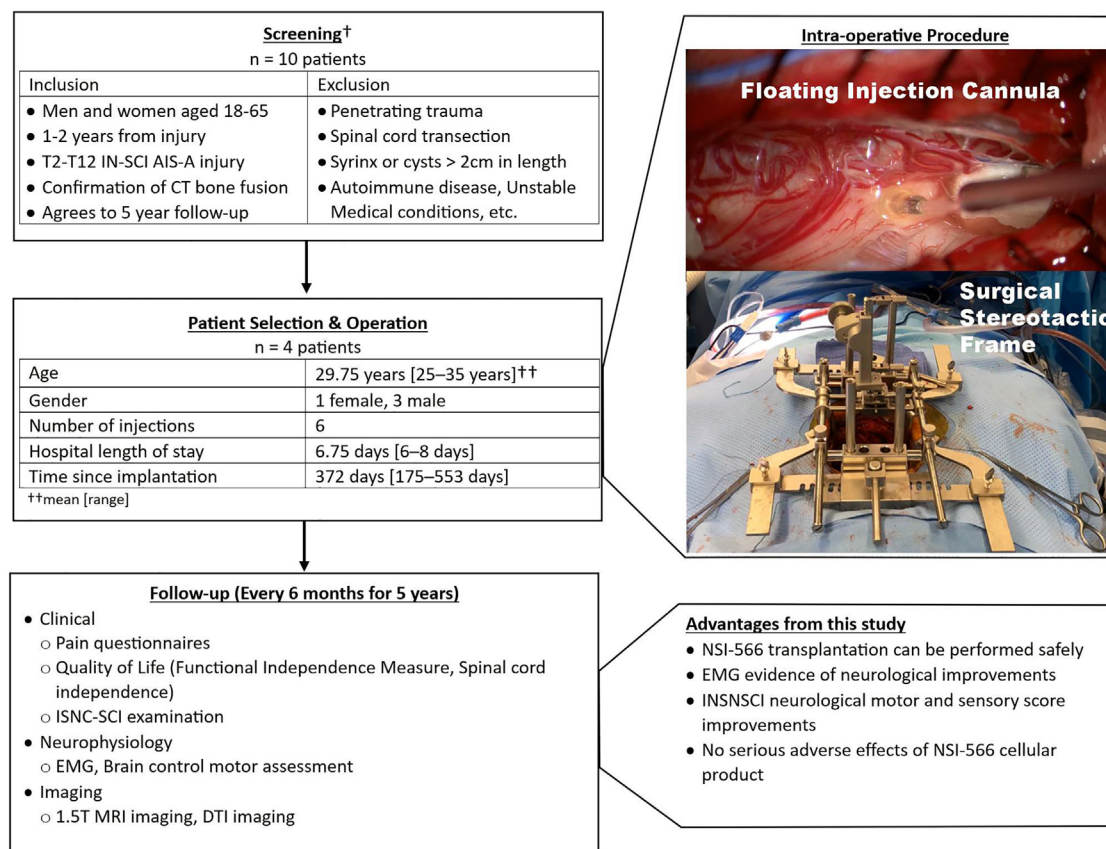 Screening†
n = 10 patients
Inclusion
● Men and women aged 18-65
● 1-2 years from injury
● T2-T12 IN-SCI AIS-A injury
● Confirmation of CT bone fusion
● Agrees to 5 year follow-up
Exclusion
● Penetrating trauma
● Spinal cord transection
● Syrinx or cysts > 2cm in length
● Autoimmune disease, Unstable
Medical conditions, etc.
Patient Selection & Operation
n = 4 patients
Age 29.75 years [25–35 years]††
Gender 1 female, 3 male
Number of injections 6
Hospital length of stay 6.75 days [6–8 days]
Time since implantation 372 days [175–553 days]
††mean [range]
Follow-up (Every 6 months for 5 years)
● Clinical
○ Pain questionnaires
○ Quality of Life (Functional Independence Measure, Spinal cord
independence)
○ ISNC-SCI examination
● Neurophysiology
○ EMG, Brain control motor assessment
● Imaging
○ 1.5T MRI imaging, DTI imaging
Intra-operative Procedure
Floating Injection Cannula
Surgical
Stereotactic
Frame
Advantages from this study
● NSI-566 transplantation can be performed safely
● EMG evidence of neurological improvements
● INSNSCI neurological motor and sensory score
improvements
● No serious adverse effects of NSI-566 cellular
product